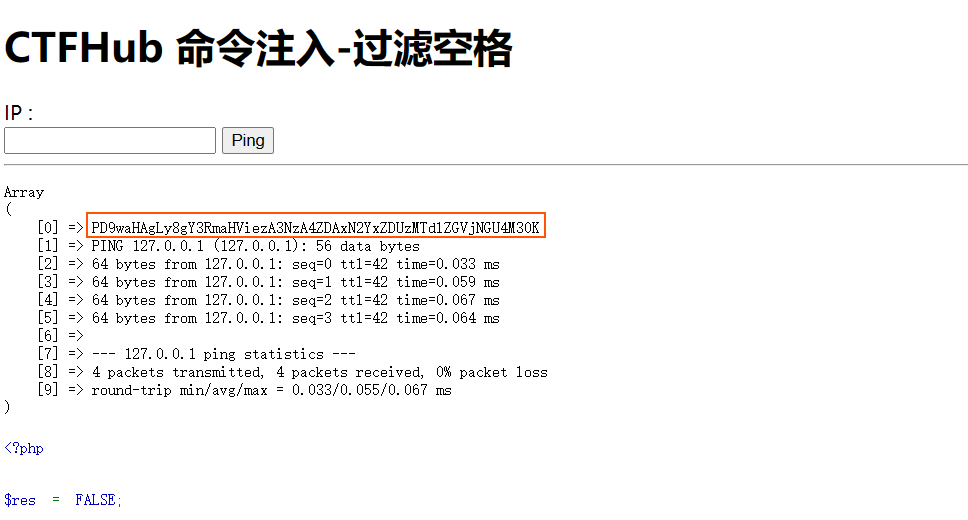 CTFHub 命令注入-过滤空格
IP :
Ping
Array
(
[0] => PD9waHAgLy8gY3RmaHViezA3NzA4ZDAxN2YxZDUzMTd1ZGVjNGU4M30K
[1] => PING 127.0.0.1 (127.0.0.1): 56 data bytes
[2] => 64 bytes from 127.0.0.1: seq=0 ttl=42 time=0.033 ms
[3] => 64 bytes from 127.0.0.1: seq=1 ttl=42 time=0.059 ms
[4] => 64 bytes from 127.0.0.1: seq=2 ttl=42 time=0.067 ms
[5] => 64 bytes from 127.0.0.1: seq=3 ttl=42 time=0.064 ms
[6] =>
[7] => --- 127.0.0.1 ping statistics ---
[8] => 4 packets transmitted, 4 packets received, 0% packet loss
[9] => round-trip min/avg/max = 0.033/0.055/0.067 ms
)
<?php
$res = FALSE;